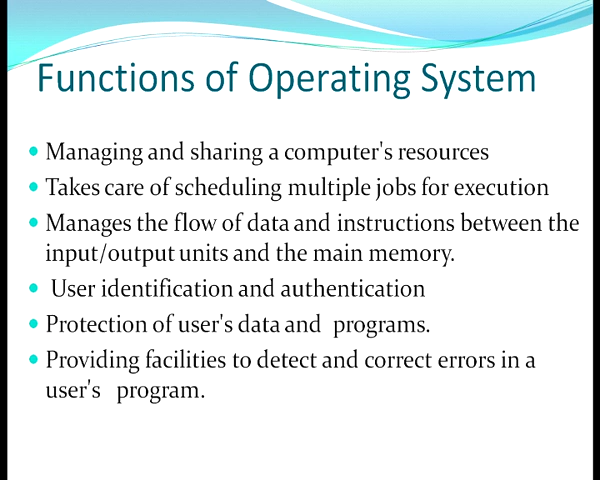 Functions of Operating System
• Managing and sharing a computer's resources
• Takes care of scheduling multiple jobs for execution
• Manages the flow of data and instructions between the
input/output units and the main memory.
• User identification and authentication
• Protection of user's data and programs.
• Providing facilities to detect and correct errors in a
user's program.